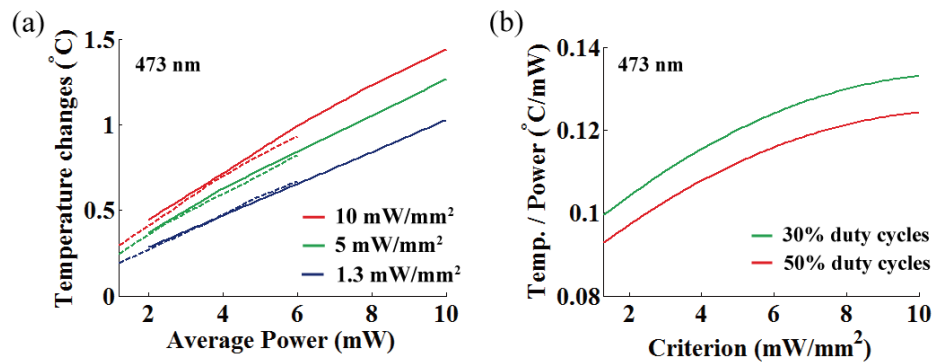 (a)
Temperature changes (°C)
1.5
1
0.5
0
473 nm
10 mW/mm²
5 mW/mm²
1.3 mW/mm²
2 4 6 8 10
Average Power (mW)
(b)
Temp. / Power (°C/mW)
0.14
0.12
0.1
0.08
473 nm
30% duty cycles
50% duty cycles
2 4 6 8 10
Criterion (mW/mm²)